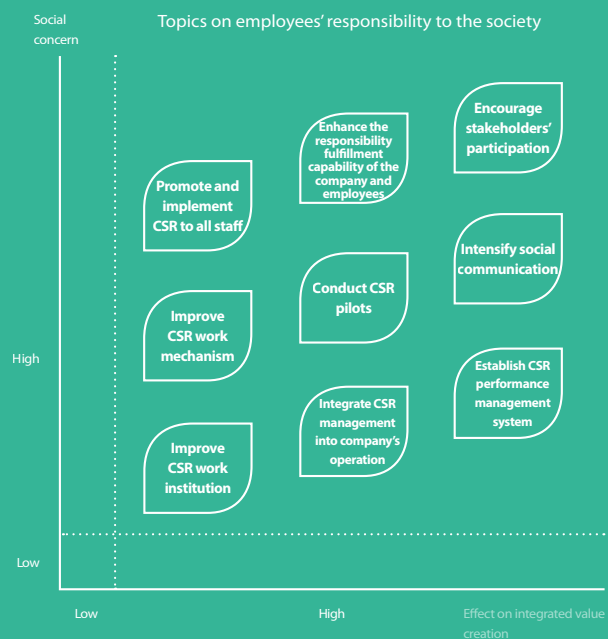 Social
concern
Topics on employees' responsibility to the society
Encourage
stakeholders'
participation
Enhance the
responsibility
fulfillment
capability of the
company and
employees
Promote and
implement
CSR to all staff
Intensify social
communication
Conduct CSR
pilots
Improve
CSR work
mechanism
High
Establish CSR
performance
management
system
Integrate CSR
management
into company's
operation
Improve
CSR work
institution
Low
Low
High
Effect on integrated value
creation